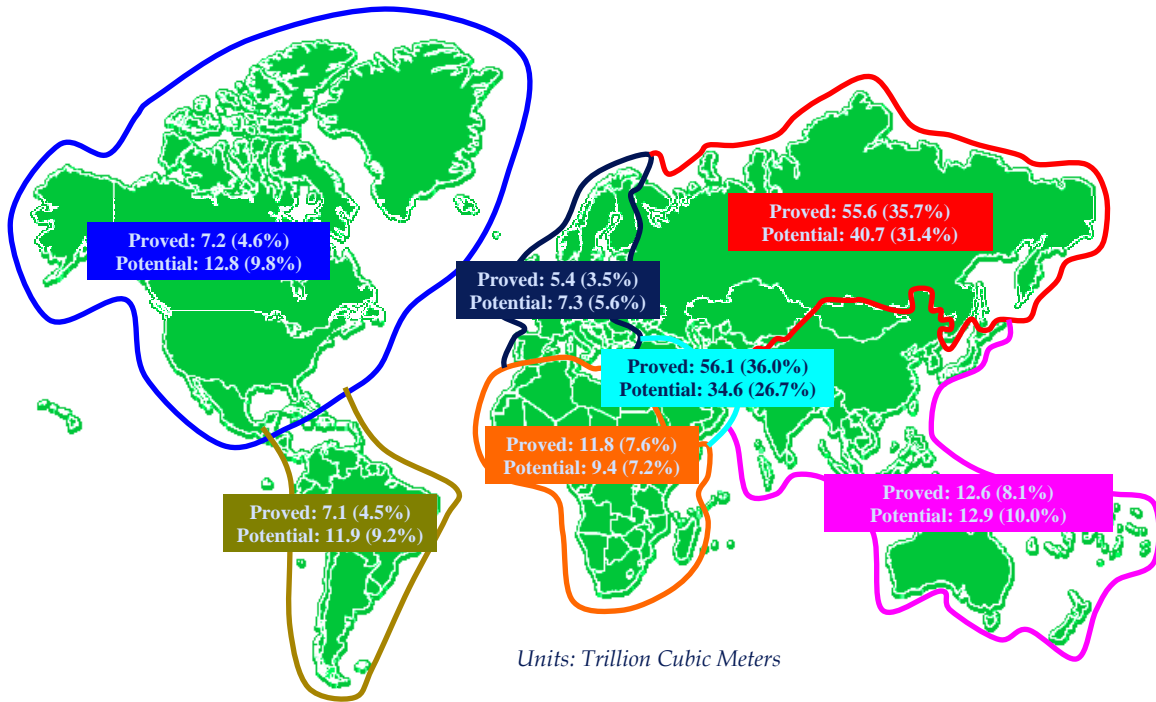 Proved: 55.6 (35.7%)
Potential: 40.7 (31.4%)
Proved: 7.2 (4.6%)
Potential: 12.8 (9.8%)
Proved: 5.4 (3.5%)
Potential: 7.3 (5.6%)
Proved: 56.1 (36.0%)
Potential: 34.6 (26.7%)
Proved: 11.8 (7.6%)
Potential: 9.4 (7.2%)
Proved: 12.6 (8.1%)
Potential: 12.9 (10.0%)
Proved: 7.1 (4.5%)
Potential: 11.9 (9.2%)
Units: Trillion Cubic Meters